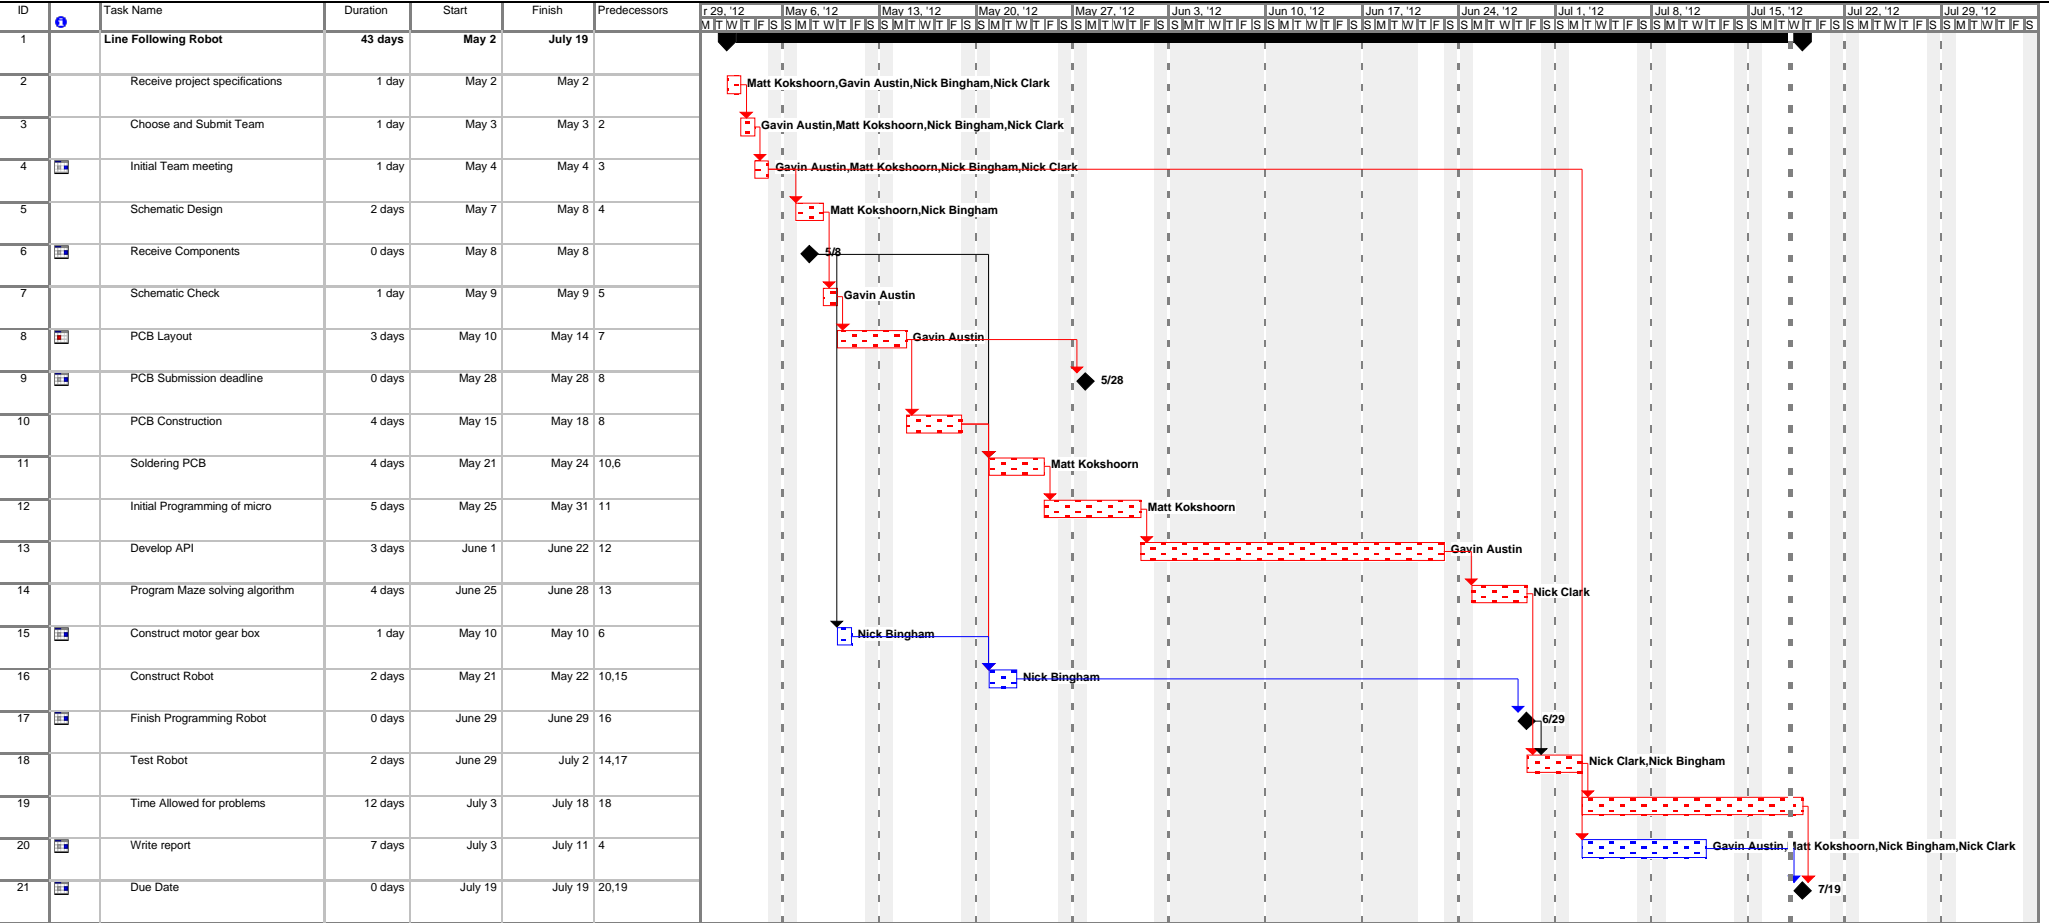 ID Task Name Duration Start Finish Predecessors r 29, '12 May 6, '12 May 13, '12 May 20, '12 May 27, '12 Jun 3, '12 Jun 10, '12 Jun 17, '12 Jun 24, '12 Jul 1, '12 Jul 8, '12 Jul 15, '12 Jul 22, '12 Jul 29, '12
M T W T F S S M T W T F S S M T W T F S S M T W T F S S M T W T F S S M T W T F S S M T W T F S S M T W T F S S M T W T F S S M T W T F S S M T W T F S S M T W T F S S M T W T F S S M T W T F S
1 Line Following Robot 43 days May 2 July 19
2 Receive project specifications 1 day May 2 May 2 Matt Kokshoorn,Gavin Austin,Nick Bingham,Nick Clark
3 Choose and Submit Team 1 day May 3 May 3 2 Gavin Austin,Matt Kokshoorn,Nick Bingham,Nick Clark
4 Initial Team meeting 1 day May 4 May 4 3 Gavin Austin,Matt Kokshoorn,Nick Bingham,Nick Clark
5 Schematic Design 2 days May 7 May 8 4 Matt Kokshoorn,Nick Bingham
6 Receive Components 0 days May 8 May 8 5/8
7 Schematic Check 1 day May 9 May 9 5 Gavin Austin
8 PCB Layout 3 days May 10 May 14 7 Gavin Austin
9 PCB Submission deadline 0 days May 28 May 28 8 5/28
10 PCB Construction 4 days May 15 May 18 8
11 Soldering PCB 4 days May 21 May 24 10,6 Matt Kokshoorn
12 Initial Programming of micro 5 days May 25 May 31 11 Matt Kokshoorn
13 Develop API 3 days June 1 June 22 12 Gavin Austin
14 Program Maze solving algorithm 4 days June 25 June 28 13 Nick Clark
15 Construct motor gear box 1 day May 10 May 10 6 Nick Bingham
16 Construct Robot 2 days May 21 May 22 10,15 Nick Bingham
17 Finish Programming Robot 0 days June 29 June 29 16 6/29
18 Test Robot 2 days June 29 July 2 14,17 Nick Clark,Nick Bingham
19 Time Allowed for problems 12 days July 3 July 18 18
20 Write report 7 days July 3 July 11 4 Gavin Austin,Matt Kokshoorn,Nick Bingham,Nick Clark
21 Due Date 0 days July 19 July 19 20,19 7/19